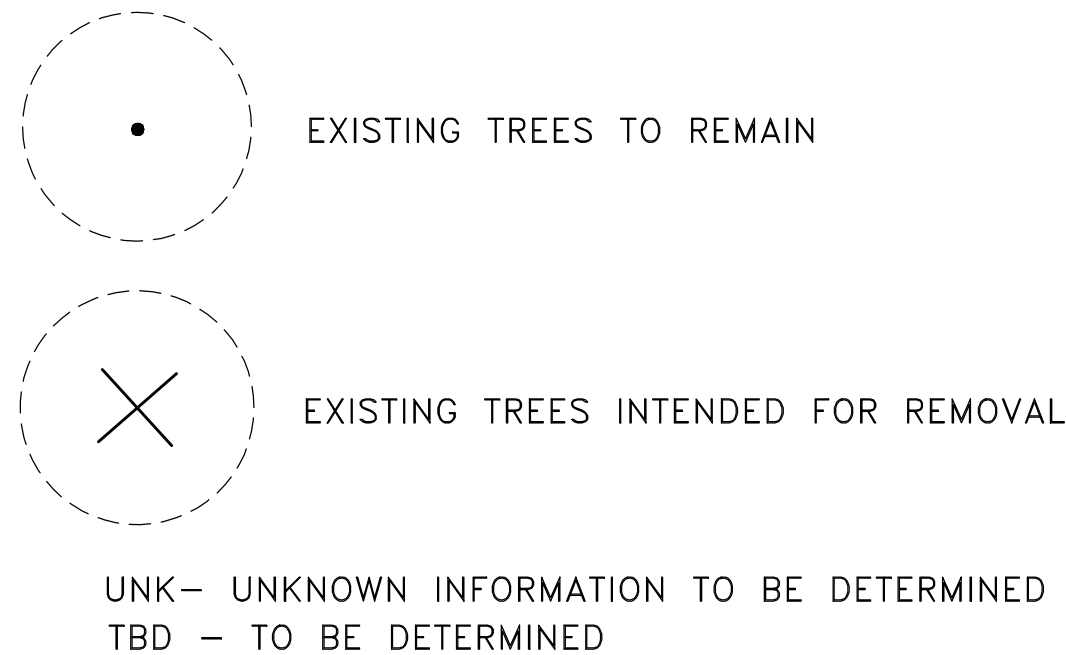 EXISTING TREES TO REMAIN
EXISTING TREES INTENDED FOR REMOVAL
UNK– UNKNOWN INFORMATION TO BE DETERMINED
TBD – TO BE DETERMINED